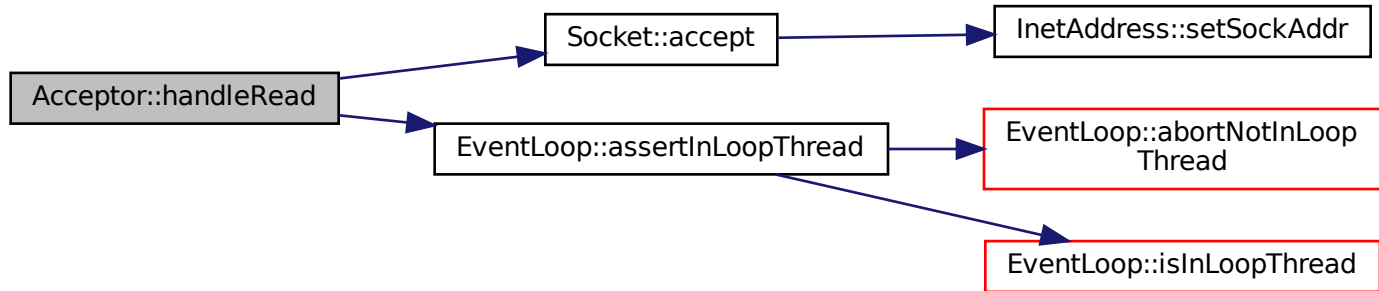 Acceptor::handleRead
Socket::accept
InetAddress::setSockAddr
EventLoop::assertInLoopThread
EventLoop::abortNotInLoop
Thread
EventLoop::isInLoopThread